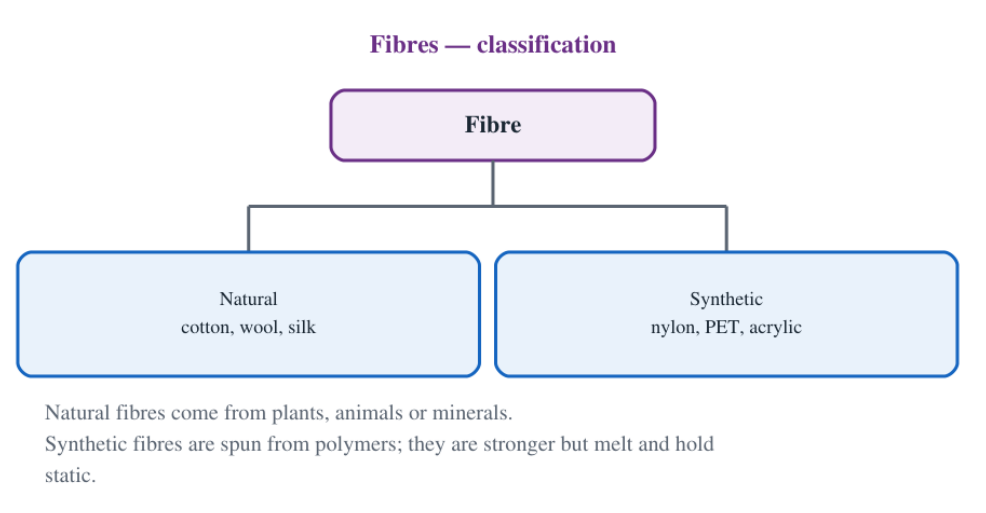 Fibres — classification
Fibre
Natural
cotton, wool, silk
Synthetic
nylon, PET, acrylic
Natural fibres come from plants, animals or minerals.
Synthetic fibres are spun from polymers; they are stronger but melt and hold
static.